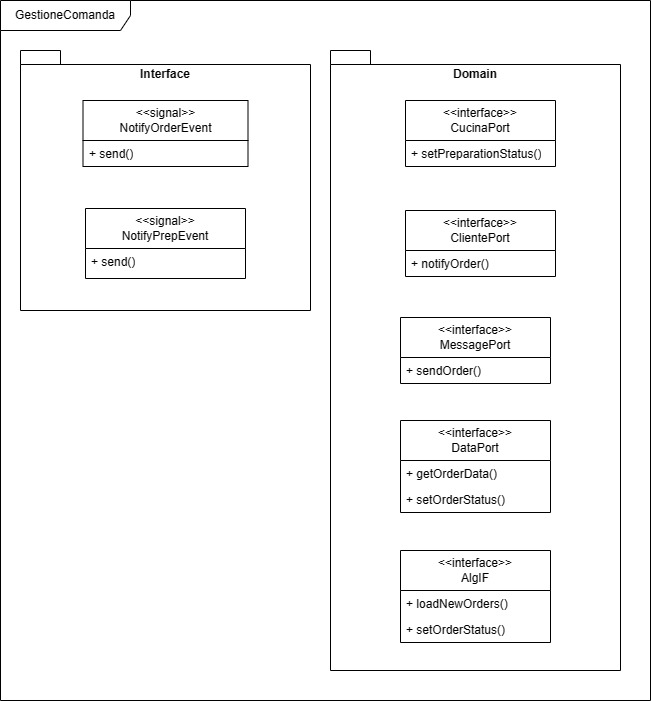 GestioneComanda
Interface
<<signal>>
NotifyOrderEvent
+ send()
<<signal>>
NotifyPrepEvent
+ send()
Domain
<<interface>>
CucinaPort
+ setPreparationStatus()
<<interface>>
ClientePort
+ notifyOrder()
<<interface>>
MessagePort
+ sendOrder()
<<interface>>
DataPort
+ getOrderData()
+ setOrderStatus()
<<interface>>
AlgIF
+ loadNewOrders()
+ setOrderStatus()